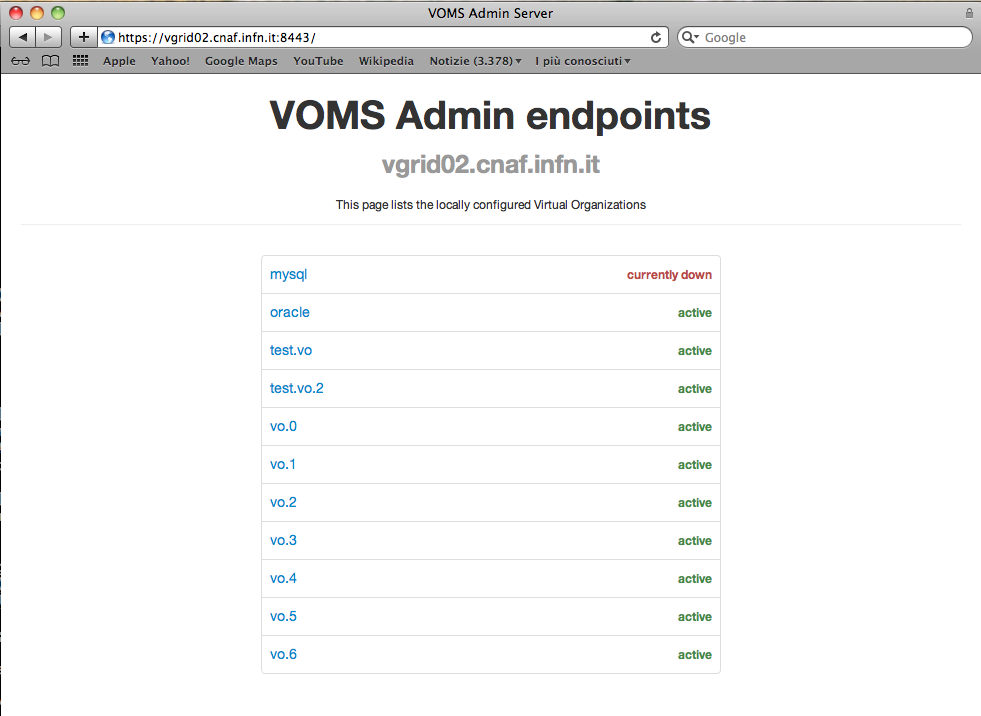 VOMS Admin Server
https://vgrid02.cnaf.infn.it:8443/
Google
Apple Yahoo! Google Maps YouTube Wikipedia Notizie (3.378) I più conosciuti
VOMS Admin endpoints
vgrid02.cnaf.infn.it
This page lists the locally configured Virtual Organizations
mysql currently down
oracle active
test.vo active
test.vo.2 active
vo.0 active
vo.1 active
vo.2 active
vo.3 active
vo.4 active
vo.5 active
vo.6 active